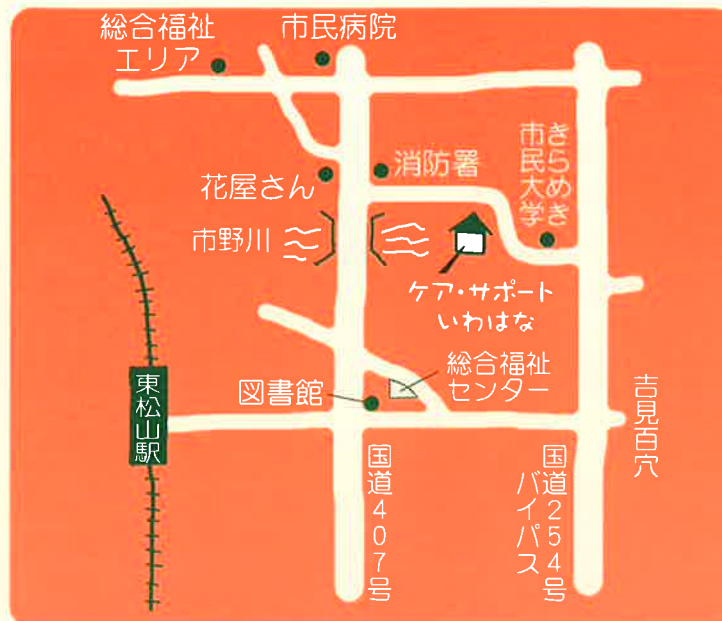 総合福祉
エリア
市民病院
花屋さん
消防署
きらめき
市民大学
市野川
ケア・サポート
いわはな
総合福祉
センター
図書館
東松山駅
吉見百穴
国道407号
国道254号
バイパス